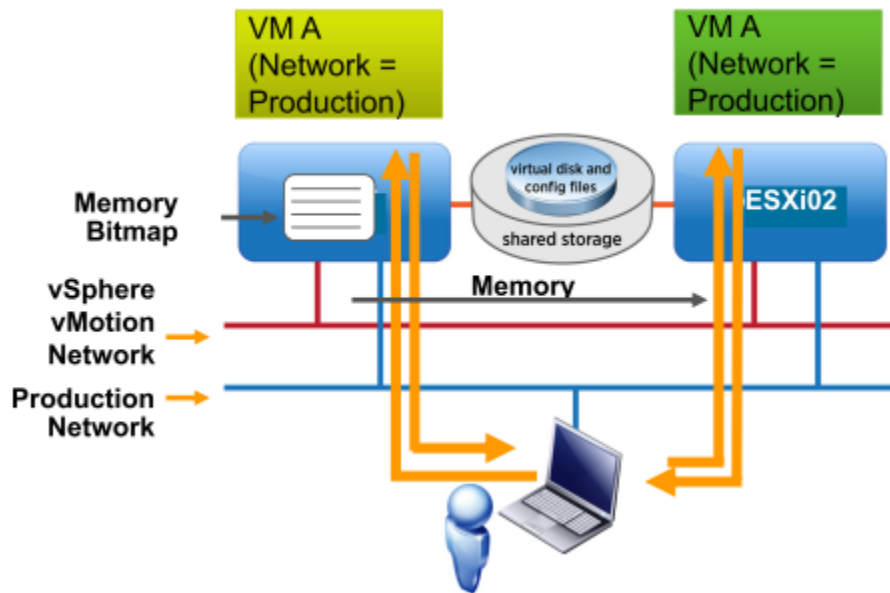 VM A
(Network =
Production)
VM A
(Network =
Production)
virtual disk and
config files
shared storage
ESXi02
Memory
Bitmap
Memory
vSphere
vMotion
Network
Production
Network